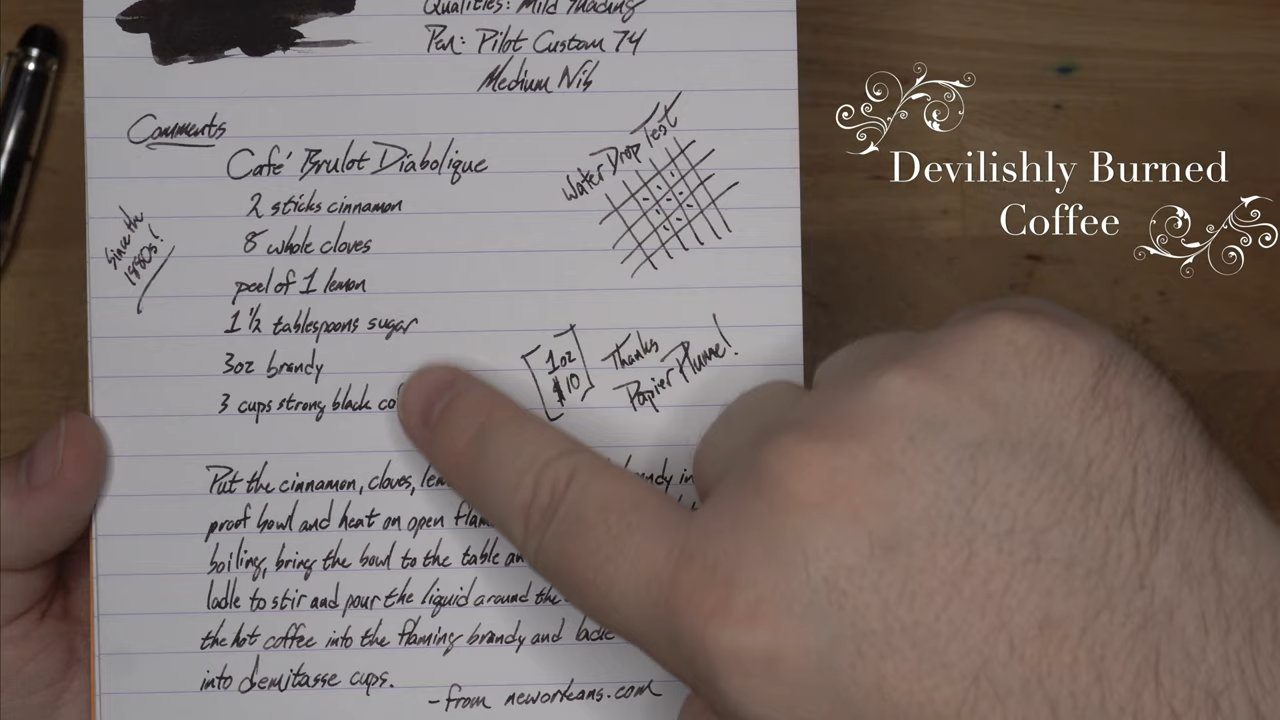 Qualities: Mild Shading
Pen: Pilot Custom 74
Medium Nib
Comments
Café Brulot Diabolique
2 sticks cinnamon
8 whole cloves
peel of 1 lemon
1 1/2 tablespoons sugar
3oz brandy
3 cups strong black
Since the
1880s!
Water Drop Test
1oz
$10
Thanks
Papier Plume!
Put the cinnamon, cloves, in
proof bowl and heat on open
boiling, bring the bowl to the table
ladle to stir and pour the liquid around the
the hot coffee into the flaming brandy and
into demitasse cups.
-from neworleans.com
Devilishly Burned
Coffee